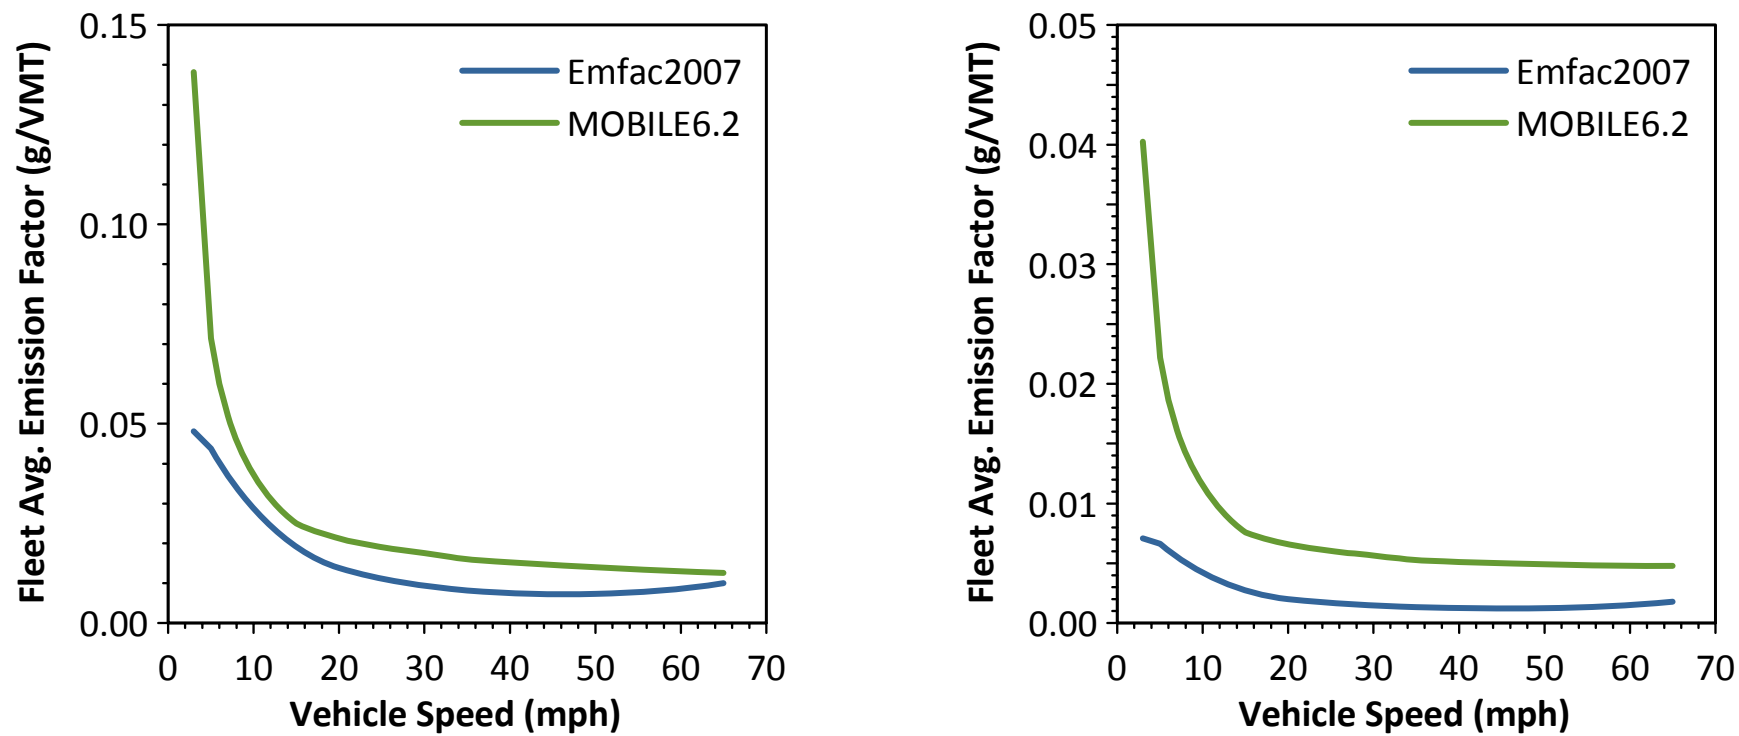 Fleet Avg. Emission Factor (g/VMT)
0.15
0.10
0.05
0.00
Emfac2007
MOBILE6.2
0 10 20 30 40 50 60 70
Vehicle Speed (mph)
Fleet Avg. Emission Factor (g/VMT)
0.05
0.04
0.03
0.02
0.01
0.00
Emfac2007
MOBILE6.2
0 10 20 30 40 50 60 70
Vehicle Speed (mph)